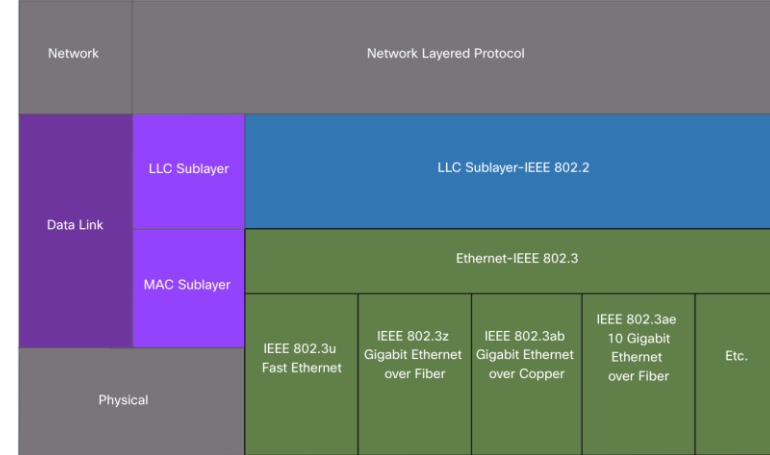 Network
Network Layered Protocol
Data Link
LLC Sublayer
LLC Sublayer-IEEE 802.2
MAC Sublayer
Ethernet-IEEE 802.3
IEEE 802.3u
Fast Ethernet
IEEE 802.3z
Gigabit Ethernet
over Fiber
IEEE 802.3ab
Gigabit Ethernet
over Copper
IEEE 802.3ae
10 Gigabit
Ethernet
over Fiber
Etc.
Physical